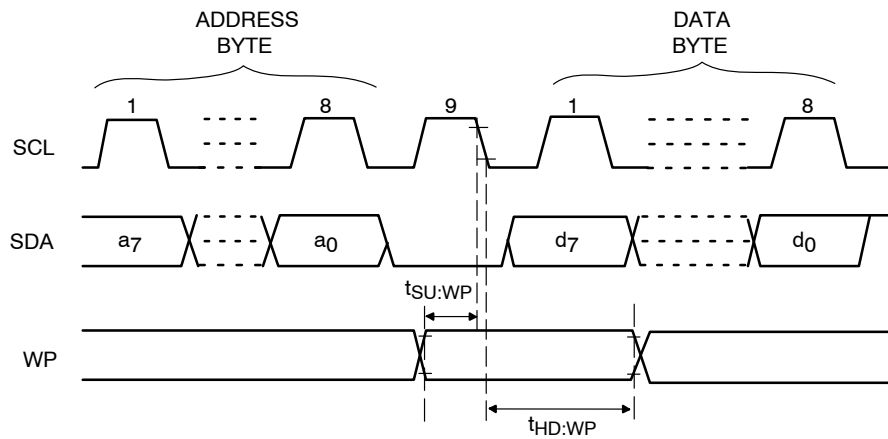 ADDRESS
BYTE
DATA
BYTE
1
8
9
1
8
SCL
SDA
a7
a0
d7
d0
tSU:WP
WP
tHD:WP